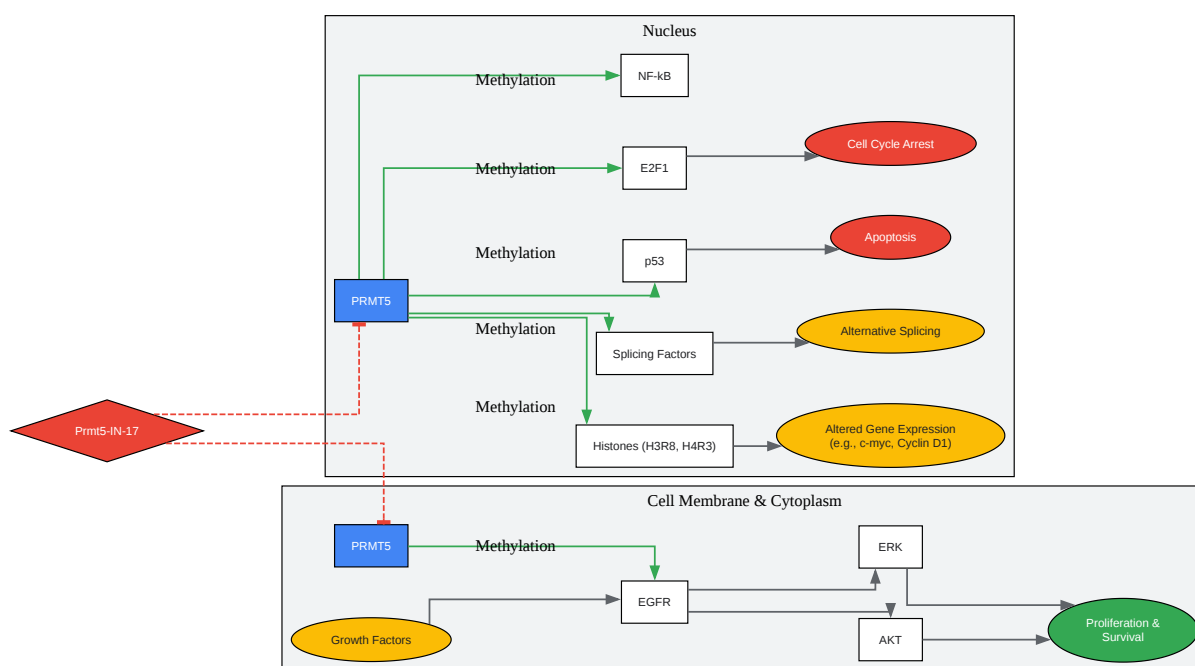 Nucleus
Methylation
NF-kB
Methylation
E2F1
Cell Cycle Arrest
Methylation
p53
Apoptosis
PRMT5
Methylation
Splicing Factors
Alternative Splicing
Prmt5-IN-17
Methylation
Histones (H3R8, H4R3)
Altered Gene Expression
(e.g., c-myc, Cyclin D1)
Cell Membrane & Cytoplasm
PRMT5
Methylation
ERK
EGFR
Growth Factors
AKT
Proliferation &
Survival